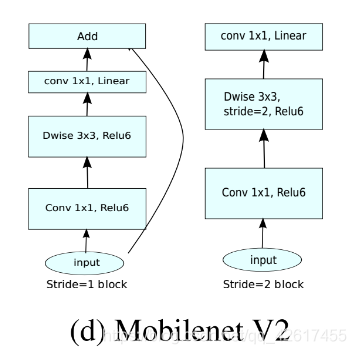 Add
conv 1x1, Linear
Dwise 3x3, Relu6
Conv 1x1, Relu6
input
Stride=1 block
conv 1x1, Linear
Dwise 3x3,
stride=2, Relu6
Conv 1x1, Relu6
input
Stride=2 block
(d) Mobilenet V2